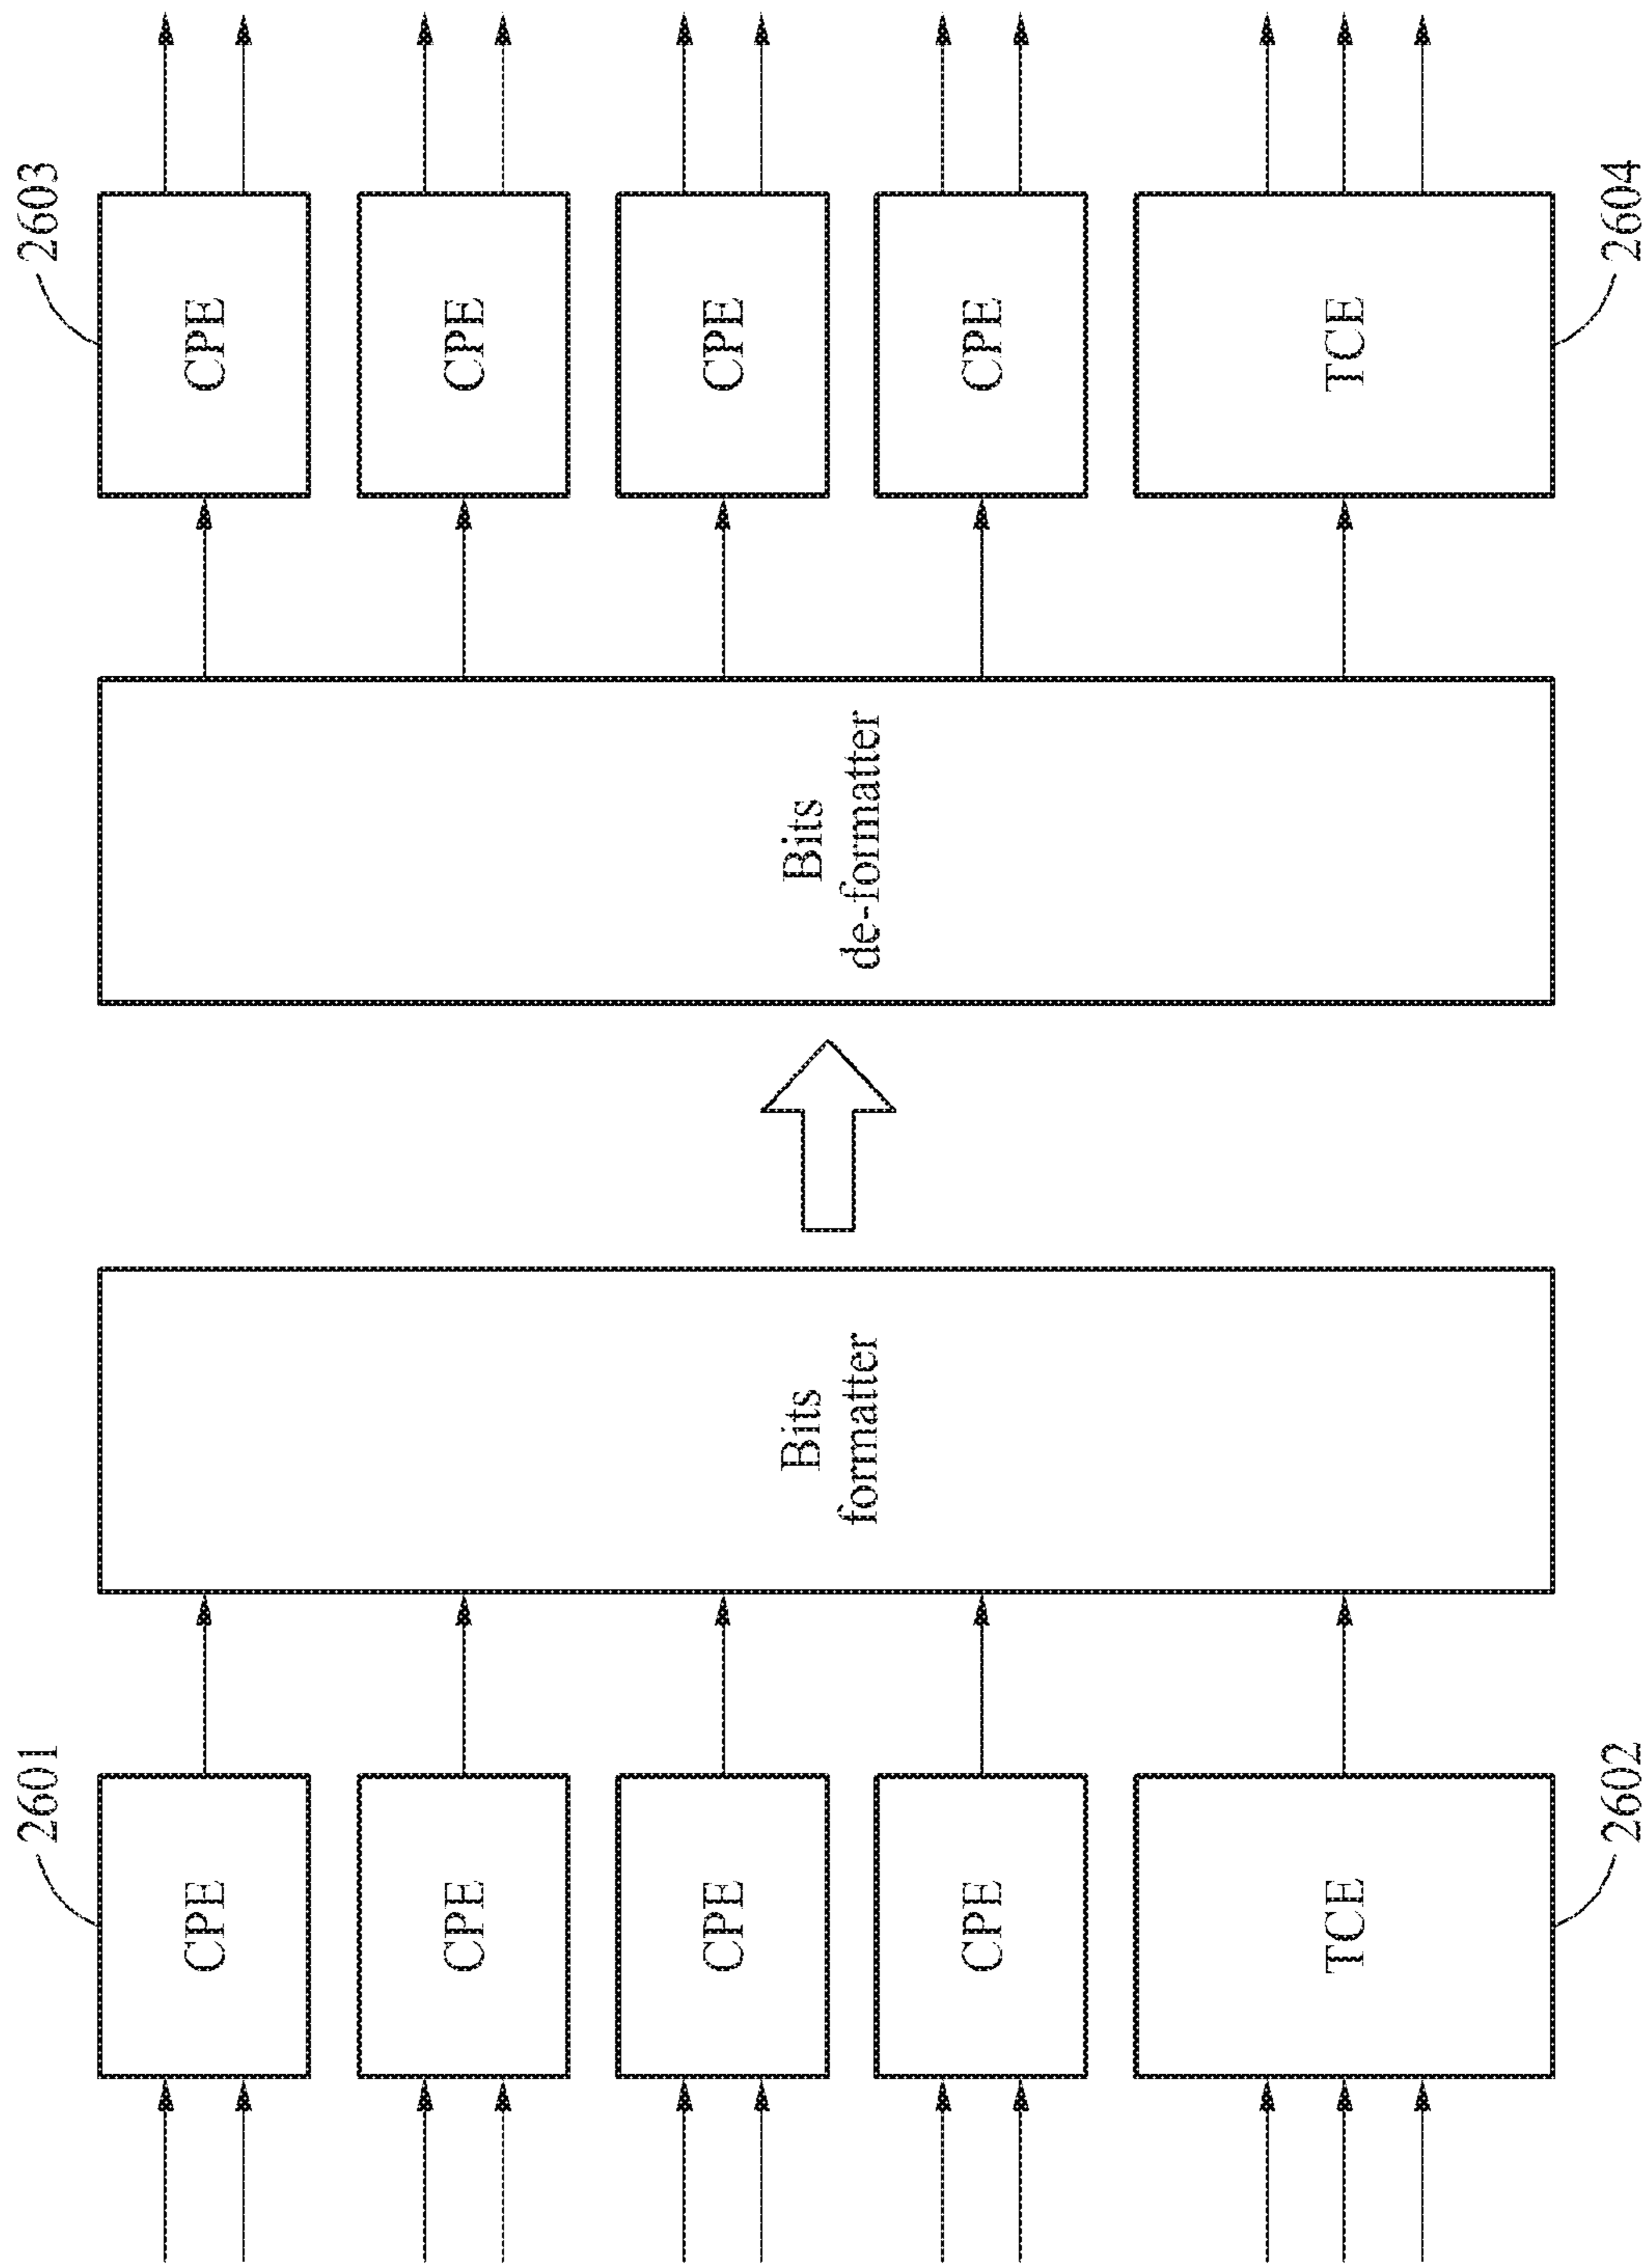 2601
CPE
CPE
CPE
CPE
TCE
2602
Bits
formatter
Bits
de-formatter
2603
CPE
CPE
CPE
CPE
TCE
2604